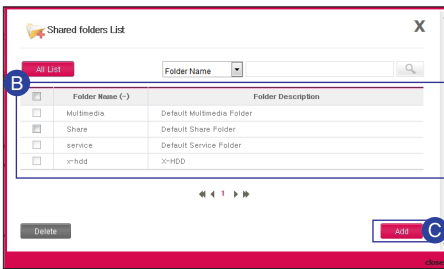 Shared folders List
X
All List
Folder Name
B
Folder Name (-)
Folder Description
Multimedia
Default Multimedia Folder
Share
Default Share Folder
service
Default Service Folder
x-hdd
X-HDD
1
Delete
Add
C
close